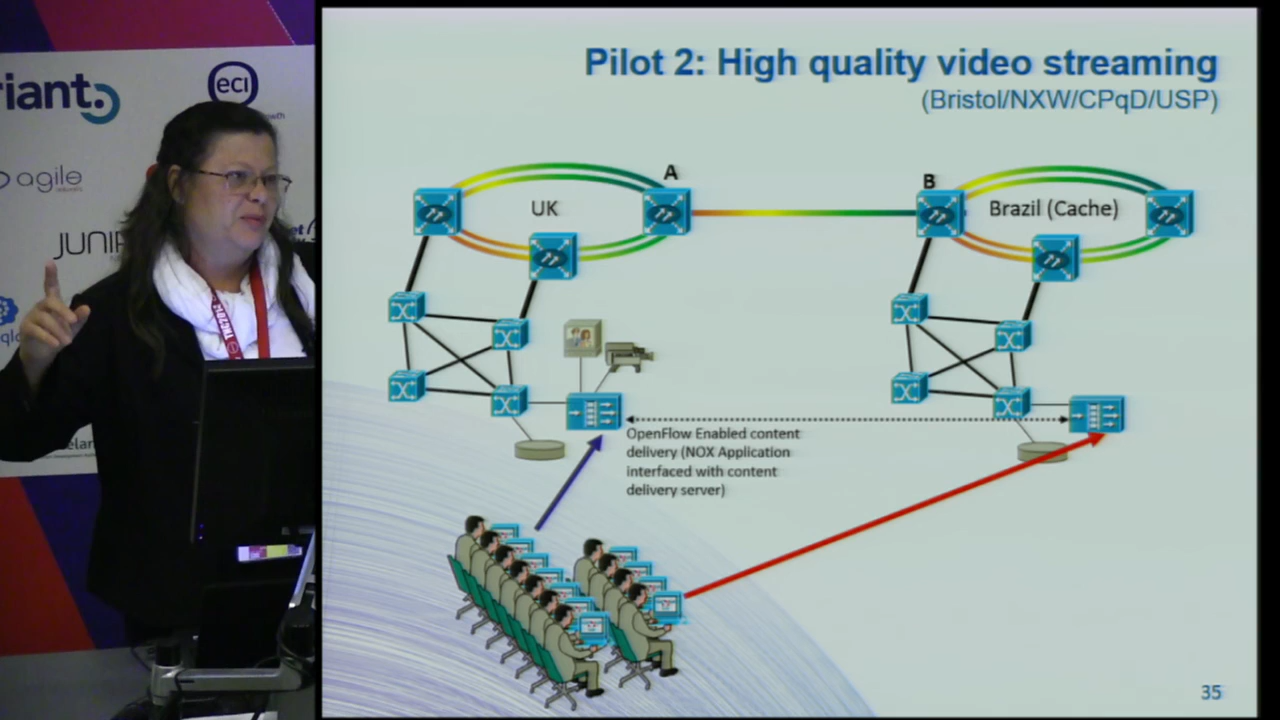 riant.
eci
agile
Pilot 2: High quality video streaming
(Bristol/NXW/CPqD/USP)
A
B
UK
Brazil (Cache)
OpenFlow Enabled content
delivery (NOX Application
interfaced with content
delivery server)
35